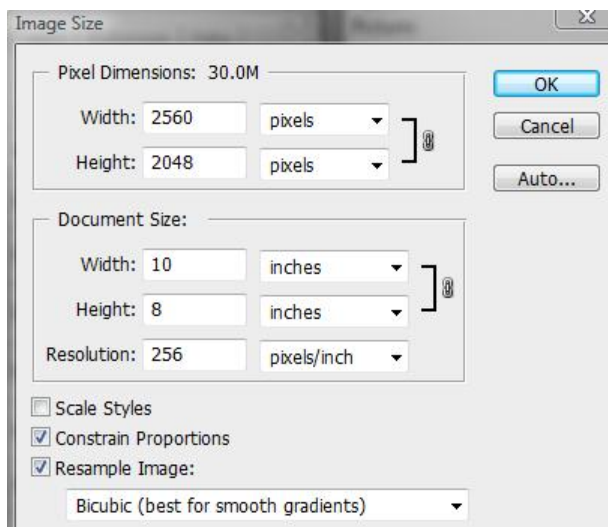 Image Size
Pixel Dimensions: 30.0M
OK
Width: 2560 pixels
Cancel
Height: 2048 pixels
Auto...
Document Size:
Width: 10 inches
Height: 8 inches
Resolution: 256 pixels/inch
Scale Styles
Constrain Proportions
Resample Image:
Bicubic (best for smooth gradients)